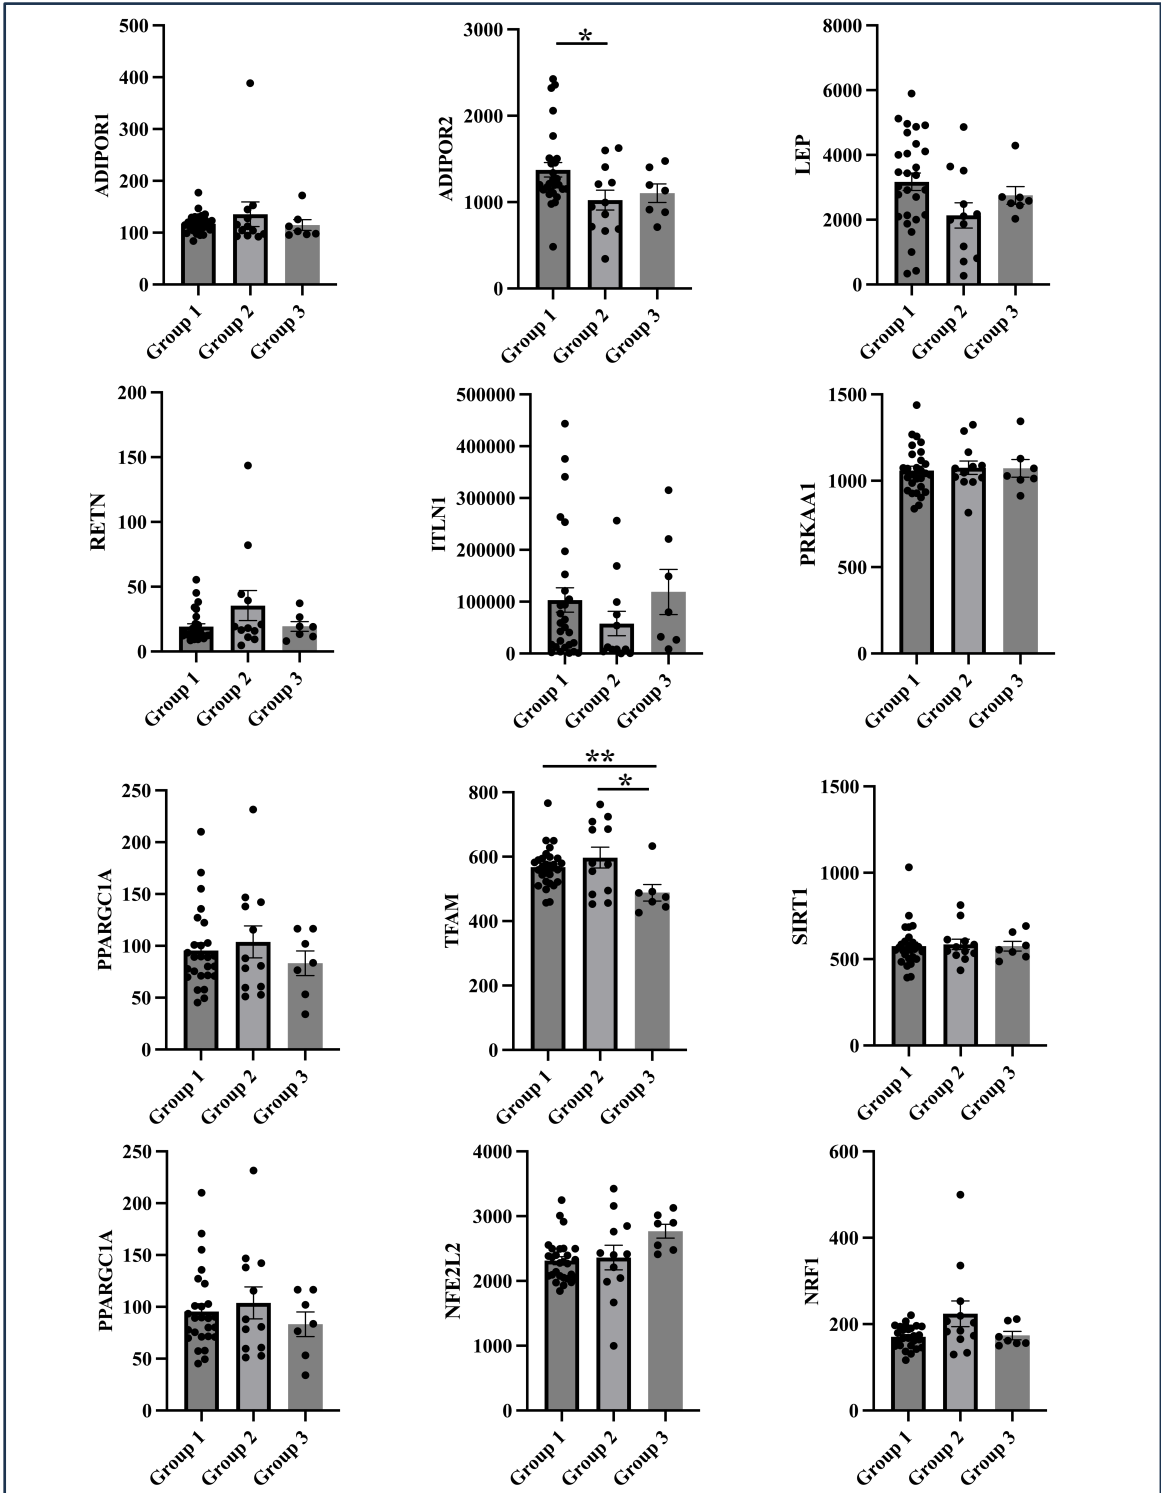 ADIPOR1
500
400
300
200
100
0
Group 1
Group 2
Group 3
ADIPOR2
3000
2000
1000
0
*
Group 1
Group 2
Group 3
LEP
8000
6000
4000
2000
0
Group 1
Group 2
Group 3
RETN
200
150
100
50
0
Group 1
Group 2
Group 3
ITLN1
500000
400000
300000
200000
100000
0
Group 1
Group 2
Group 3
PRKAA1
1500
1000
500
0
Group 1
Group 2
Group 3
PPARGC1A
250
200
150
100
50
0
Group 1
Group 2
Group 3
TFAM
800
600
400
200
0
**
*
Group 1
Group 2
Group 3
SIRT1
1500
1000
500
0
Group 1
Group 2
Group 3
PPARGC1A
250
200
150
100
50
0
Group 1
Group 2
Group 3
NFE2L2
4000
3000
2000
1000
0
Group 1
Group 2
Group 3
NRF1
600
400
200
0
Group 1
Group 2
Group 3